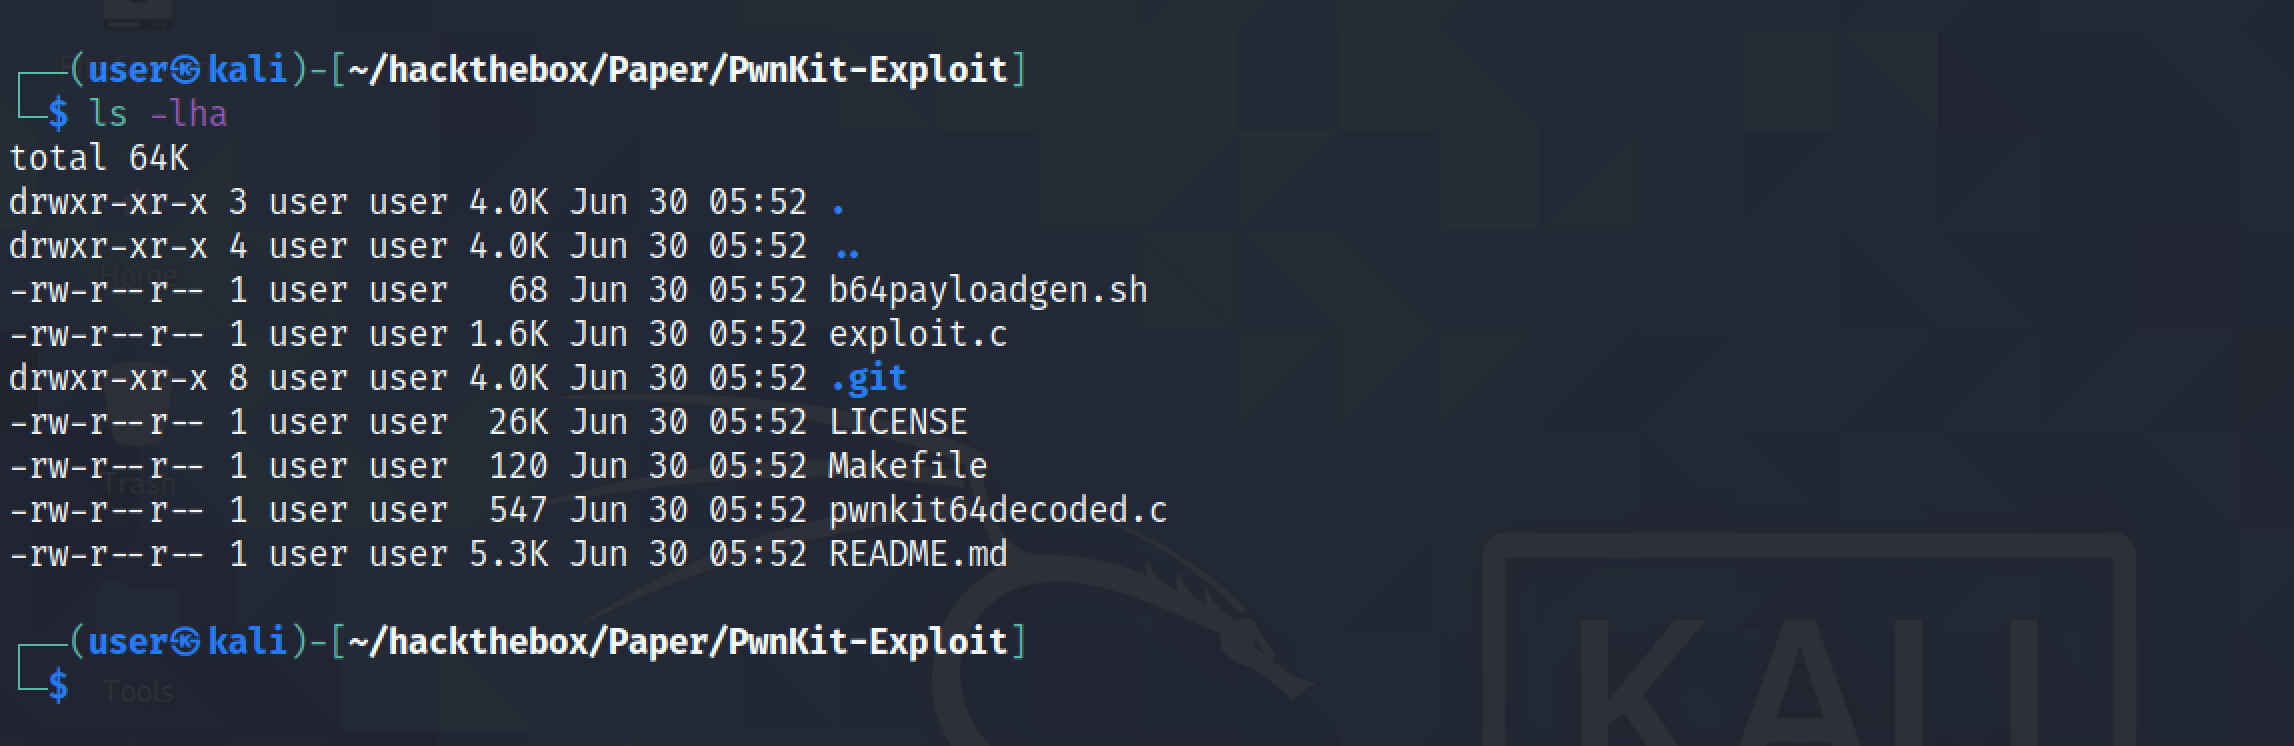 (user㉿kali)-[~/hackthebox/Paper/PwnKit-Exploit]
$ ls -lha
total 64K
drwxr-xr-x 3 user user 4.0K Jun 30 05:52 .
drwxr-xr-x 4 user user 4.0K Jun 30 05:52 ..
-rw-r--r-- 1 user user   68 Jun 30 05:52 b64payloadgen.sh
-rw-r--r-- 1 user user 1.6K Jun 30 05:52 exploit.c
drwxr-xr-x 8 user user 4.0K Jun 30 05:52 .git
-rw-r--r-- 1 user user  26K Jun 30 05:52 LICENSE
-rw-r--r-- 1 user user  120 Jun 30 05:52 Makefile
-rw-r--r-- 1 user user  547 Jun 30 05:52 pwnkit64decoded.c
-rw-r--r-- 1 user user 5.3K Jun 30 05:52 README.md
(user㉿kali)-[~/hackthebox/Paper/PwnKit-Exploit]
$
Home
Trash
Tools
KALI